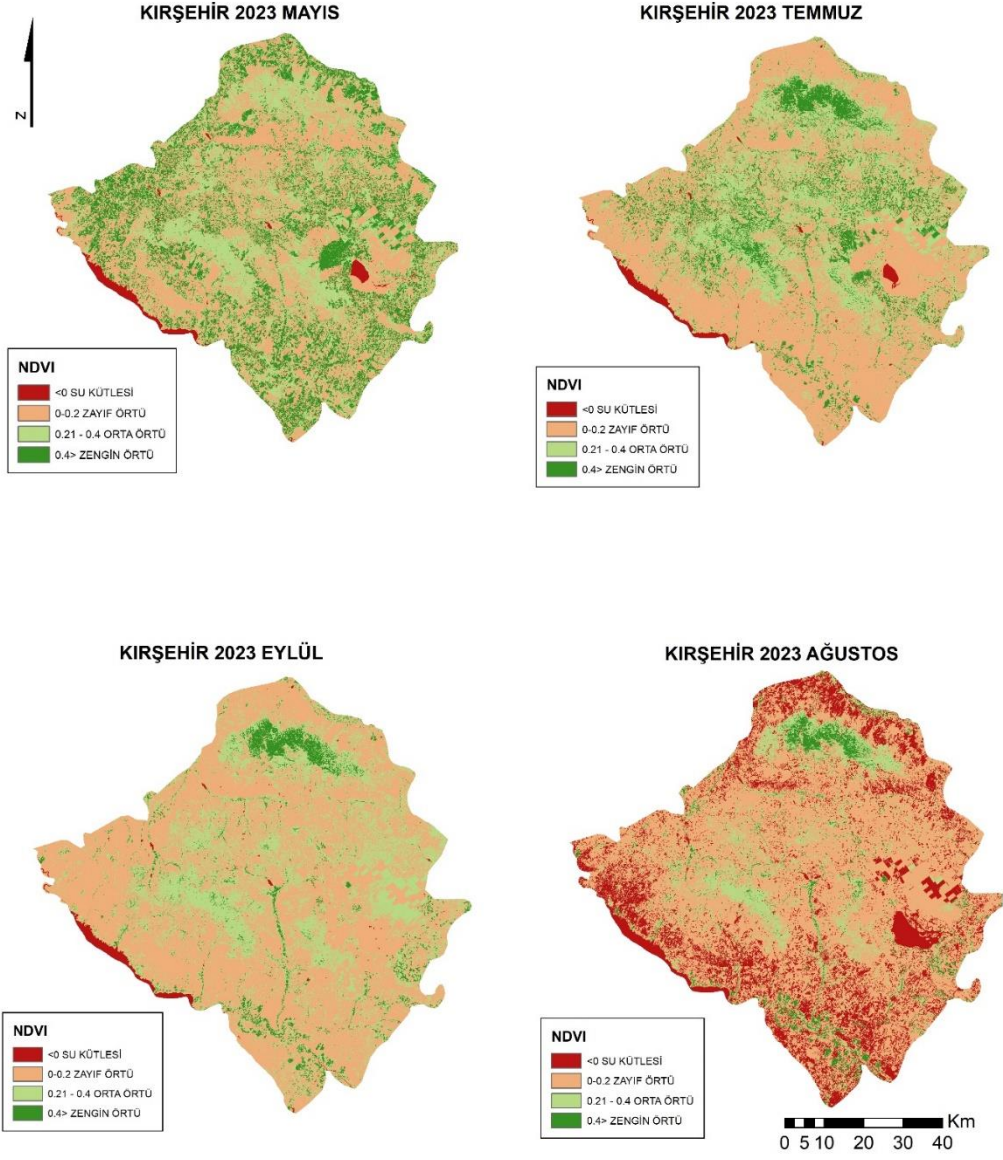 KIRŞEHİR 2023 MAYIS
N
NDVI
<0 SU KÜTLESİ
0-0.2 ZAYIF ÖRTÜ
0.21 - 0.4 ORTA ÖRTÜ
0.4> ZENGİN ÖRTÜ
KIRŞEHİR 2023 TEMMUZ
NDVI
<0 SU KÜTLESİ
0-0.2 ZAYIF ÖRTÜ
0.21 - 0.4 ORTA ÖRTÜ
0.4> ZENGİN ÖRTÜ
KIRŞEHİR 2023 EYLÜL
NDVI
<0 SU KÜTLESİ
0-0.2 ZAYIF ÖRTÜ
0.21 - 0.4 ORTA ÖRTÜ
0.4> ZENGİN ÖRTÜ
KIRŞEHİR 2023 AĞUSTOS
NDVI
<0 SU KÜTLESİ
0-0.2 ZAYIF ÖRTÜ
0.21 - 0.4 ORTA ÖRTÜ
0.4> ZENGİN ÖRTÜ
Km
0 5 10 20 30 40